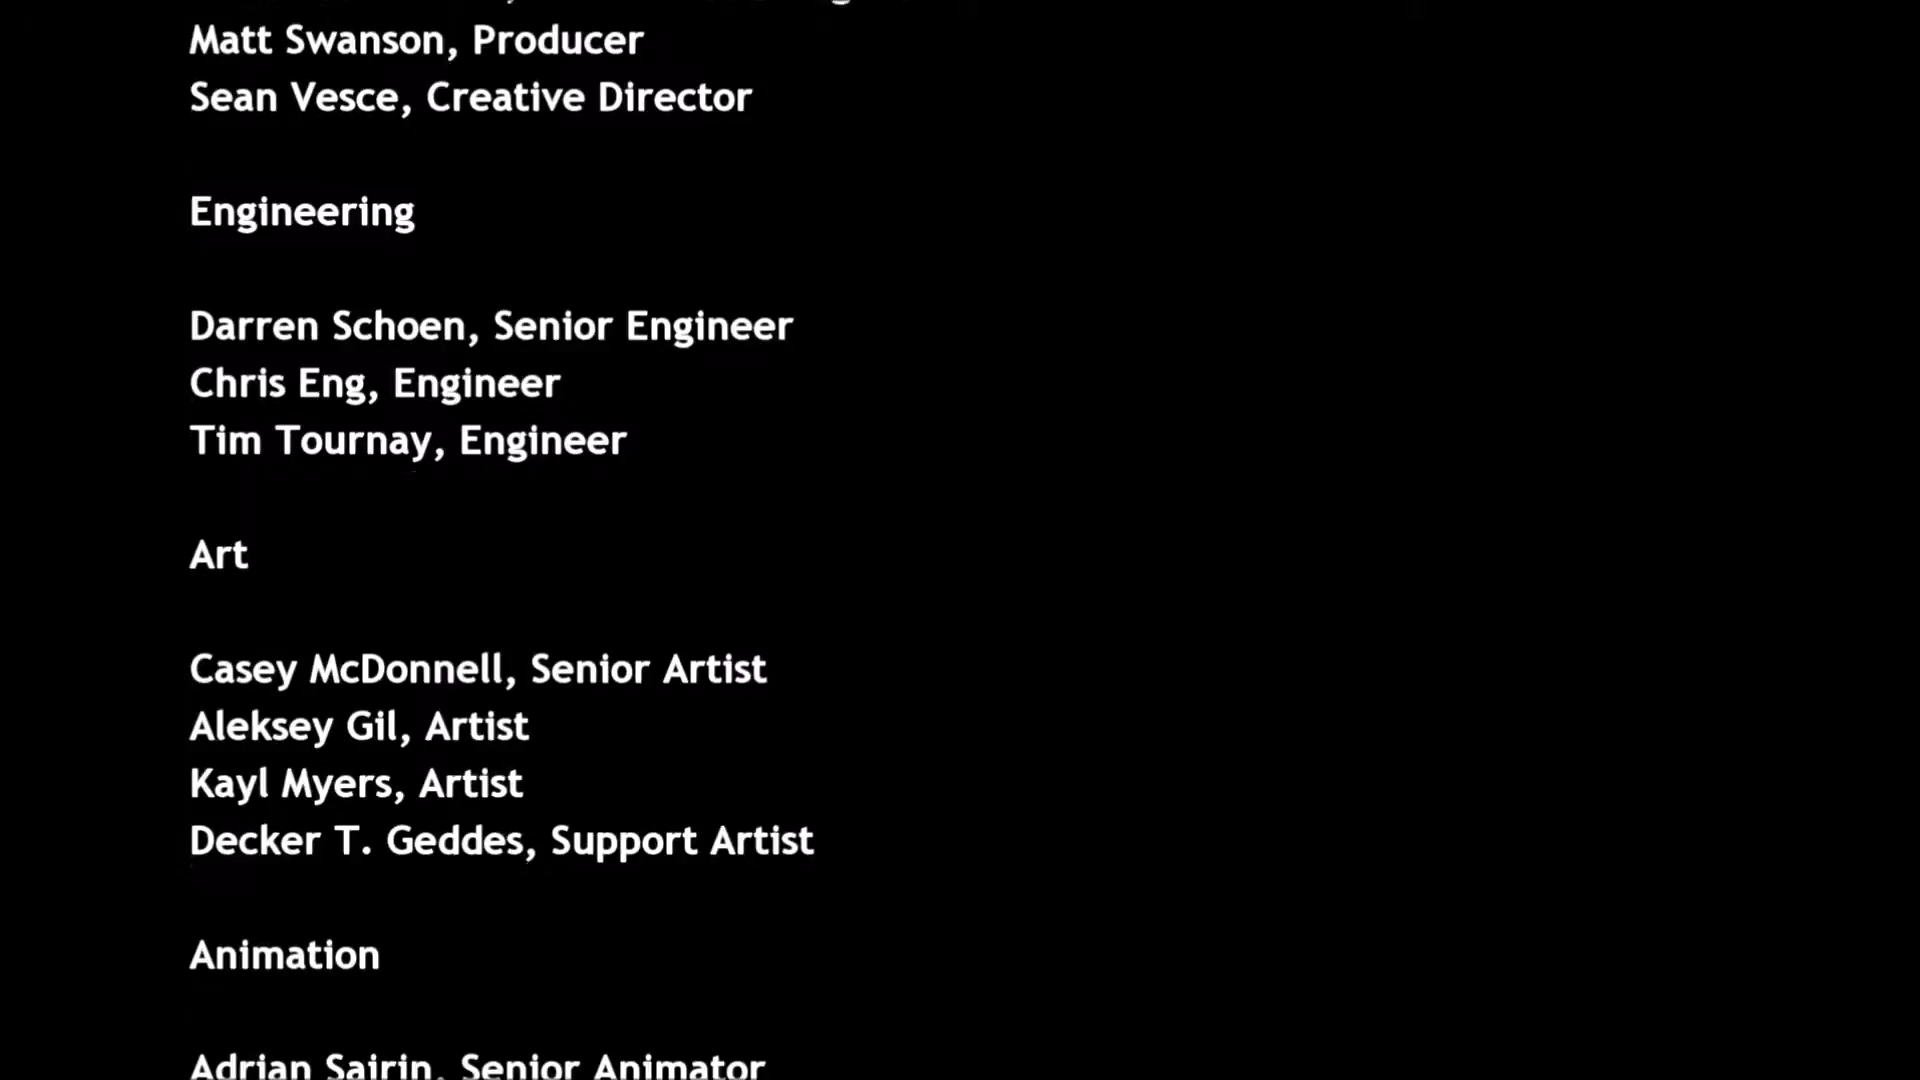 Matt Swanson, Producer
Sean Vesce, Creative Director
Engineering
Darren Schoen, Senior Engineer
Chris Eng, Engineer
Tim Tournay, Engineer
Art
Casey McDonnell, Senior Artist
Aleksey Gil, Artist
Kayl Myers, Artist
Decker T. Geddes, Support Artist
Animation
Adrian Sairin, Senior Animator